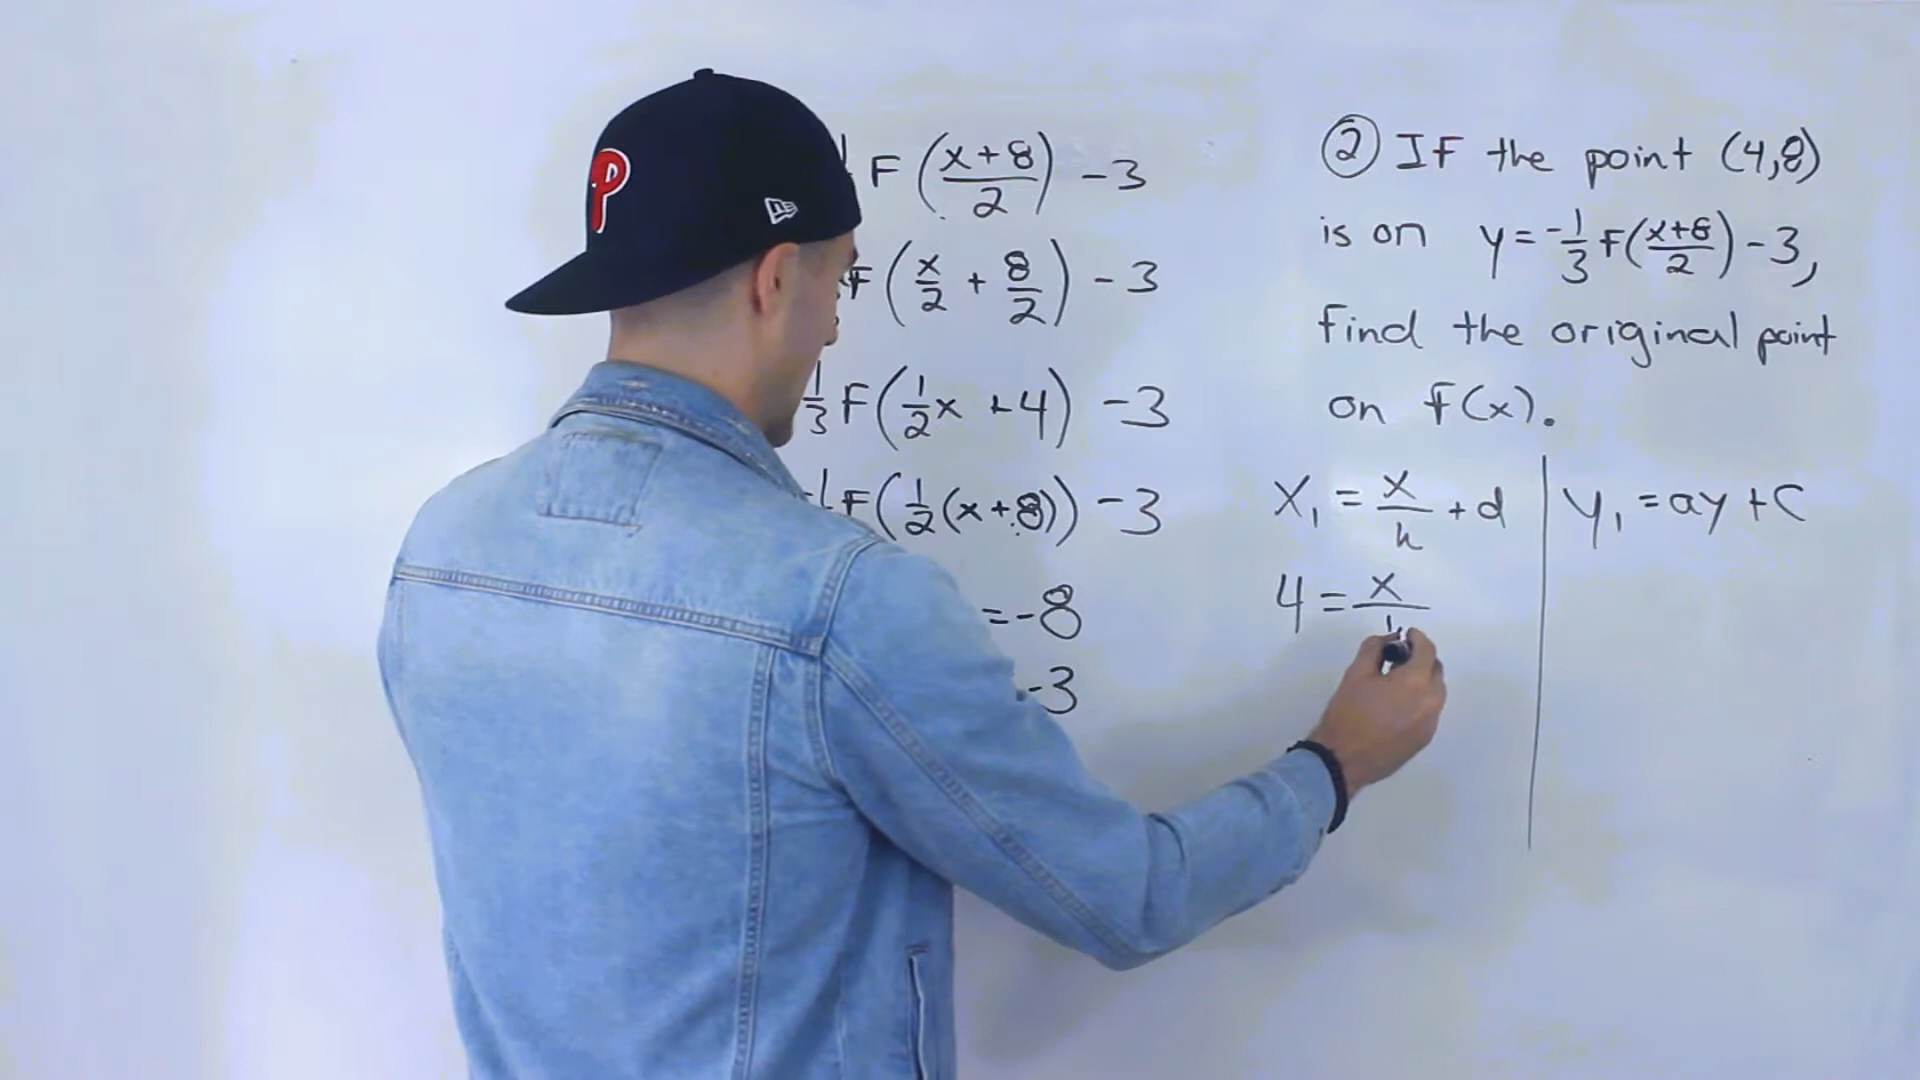 F (x+8/2) -3
F (x/2 + 8/2) -3
1/3 F (1/2x +4) -3
F (1/2(x+8)) -3
=-8
-3
② IF the point (4,8)
is on y=-1/3 F(x+8/2)-3,
find the original point
on f(x).
x₁ = x/k + d
y₁ = ay + c
4 = x/
P